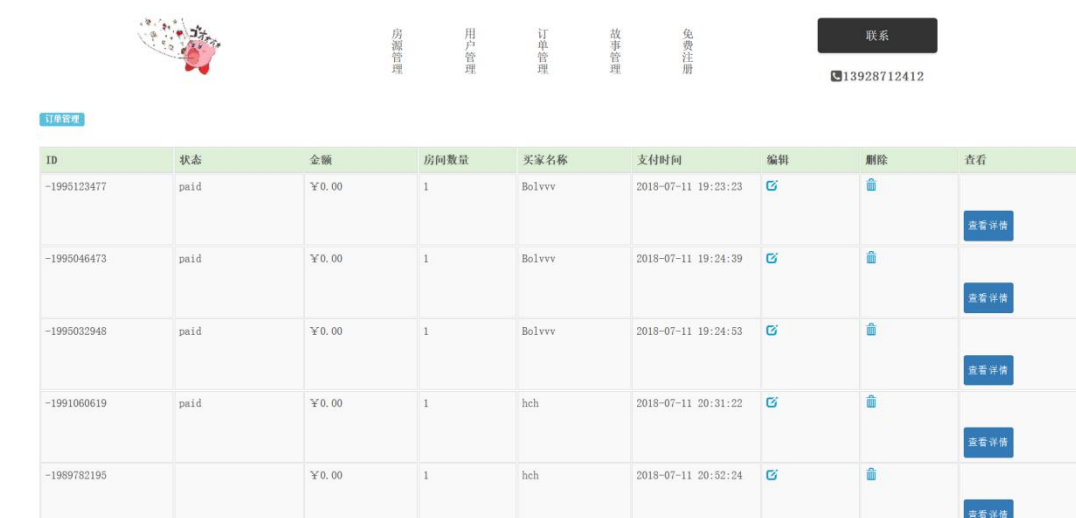 房源管理 用户管理 订单管理 故事管理 免费注册 联系
13928712412
订单管理
ID 状态 金额 房间数量 买家名称 支付时间 编辑 删除 查看
-1995123477 paid ¥0.00 1 Bolvvv 2018-07-11 19:23:23
查看详情
-1995046473 paid ¥0.00 1 Bolvvv 2018-07-11 19:24:39
查看详情
-1995032948 paid ¥0.00 1 Bolvvv 2018-07-11 19:24:53
查看详情
-1991060619 paid ¥0.00 1 hch 2018-07-11 20:31:22
查看详情
-1989782195 ¥0.00 1 hch 2018-07-11 20:52:24
查看详情